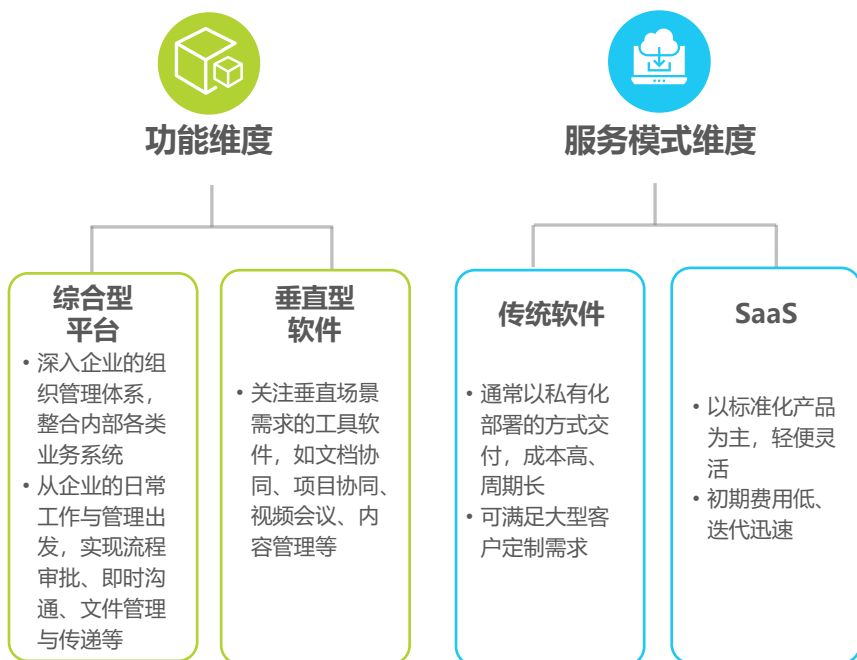 功能维度
服务模式维度
综合型
平台
• 深入企业的组
织管理体系，
整合内部各类
业务系统
• 从企业的日常
工作与管理出
发，实现流程
审批、即时沟
通、文件管理
与传递等
垂直型
软件
• 关注垂直场景
需求的工具软
件，如文档协
同、项目协同、
视频会议、内
容管理等
传统软件
• 通常以私有化
部署的方式交
付，成本高、
周期长
• 可满足大型客
户定制需求
SaaS
• 以标准化产品
为主，轻便灵
活
• 初期费用低、
迭代迅速